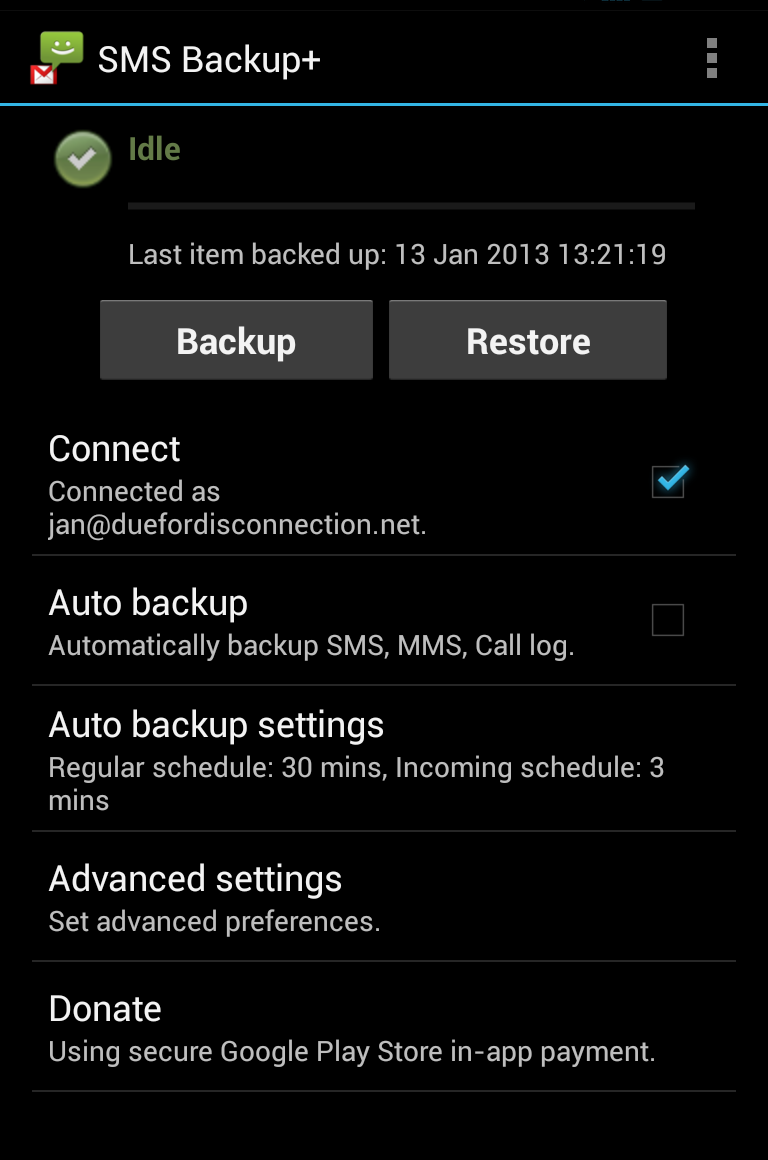 SMS Backup+
Idle
Last item backed up: 13 Jan 2013 13:21:19
Backup
Restore
Connect
Connected as
jan@duefordisconnection.net.
Auto backup
Automatically backup SMS, MMS, Call log.
Auto backup settings
Regular schedule: 30 mins, Incoming schedule: 3
mins
Advanced settings
Set advanced preferences.
Donate
Using secure Google Play Store in-app payment.